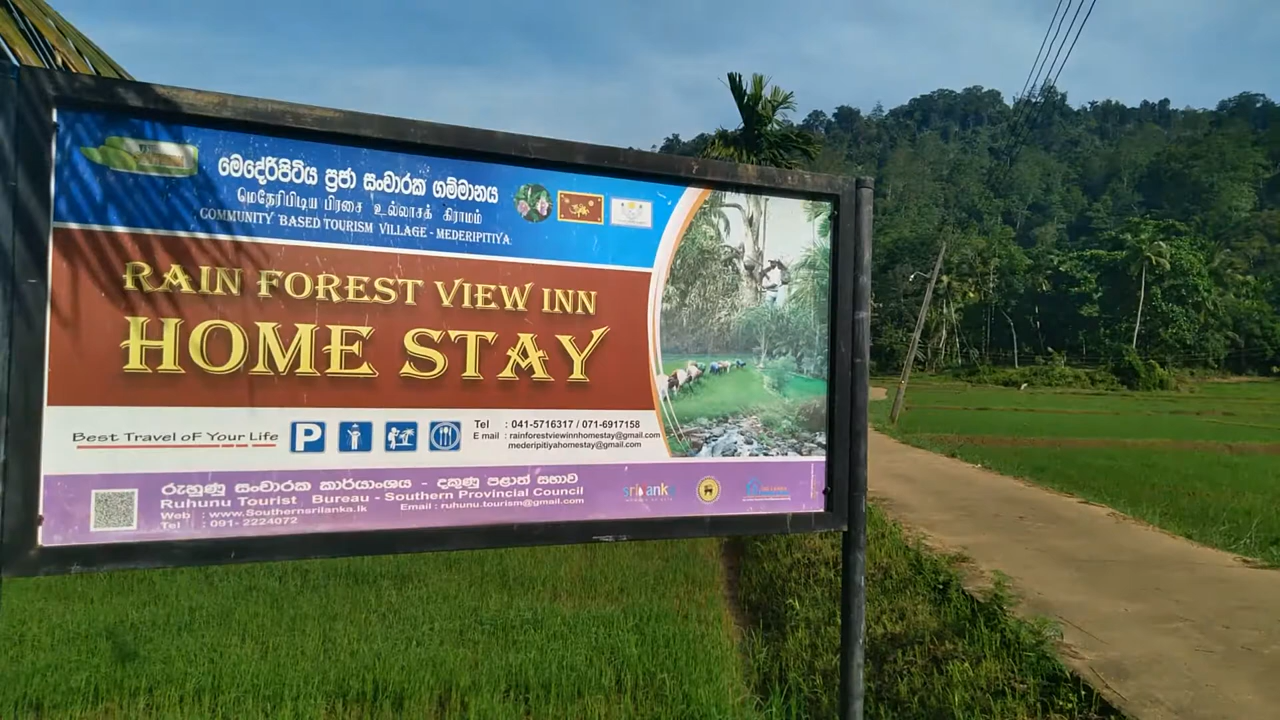 මෙදේරිපිටිය ප්‍රජා සංචාරක ගම්මානය
மெதேரிபிடிய பிரசை உல்லாசக் கிராமம்
COMMUNITY BASED TOURISM VILLAGE - MEDERIPITIYA
RAIN FOREST VIEW INN
HOME STAY
Best Travel oF Your Life
P
Tel : 041-5716317 / 071-6917158
E mail : rainforestviewinnhomestay@gmail.com
mederipitiyahomestay@gmail.com
රුහුණු සංචාරක කාර්යාංශය - දකුණු පළාත් සභාව
Ruhunu Tourist Bureau - Southern Provincial Council
Web : www.Southernsrilanka.lk Email : ruhunu.tourism@gmail.com
Tel : 091- 2224072